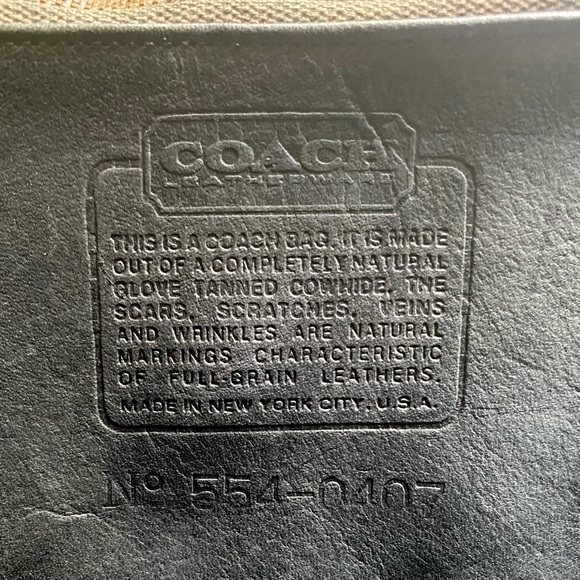 COACH
LEATHERWARE
THIS IS A COACH BAG. IT IS MADE
OUT OF A COMPLETELY NATURAL
GLOVE TANNED COWHIDE. THE
SCARS, SCRATCHES, VEINS
AND WRINKLES ARE NATURAL
MARKINGS CHARACTERISTIC
OF FULL-GRAIN LEATHERS.
MADE IN NEW YORK CITY, U.S.A.
No 554-0407